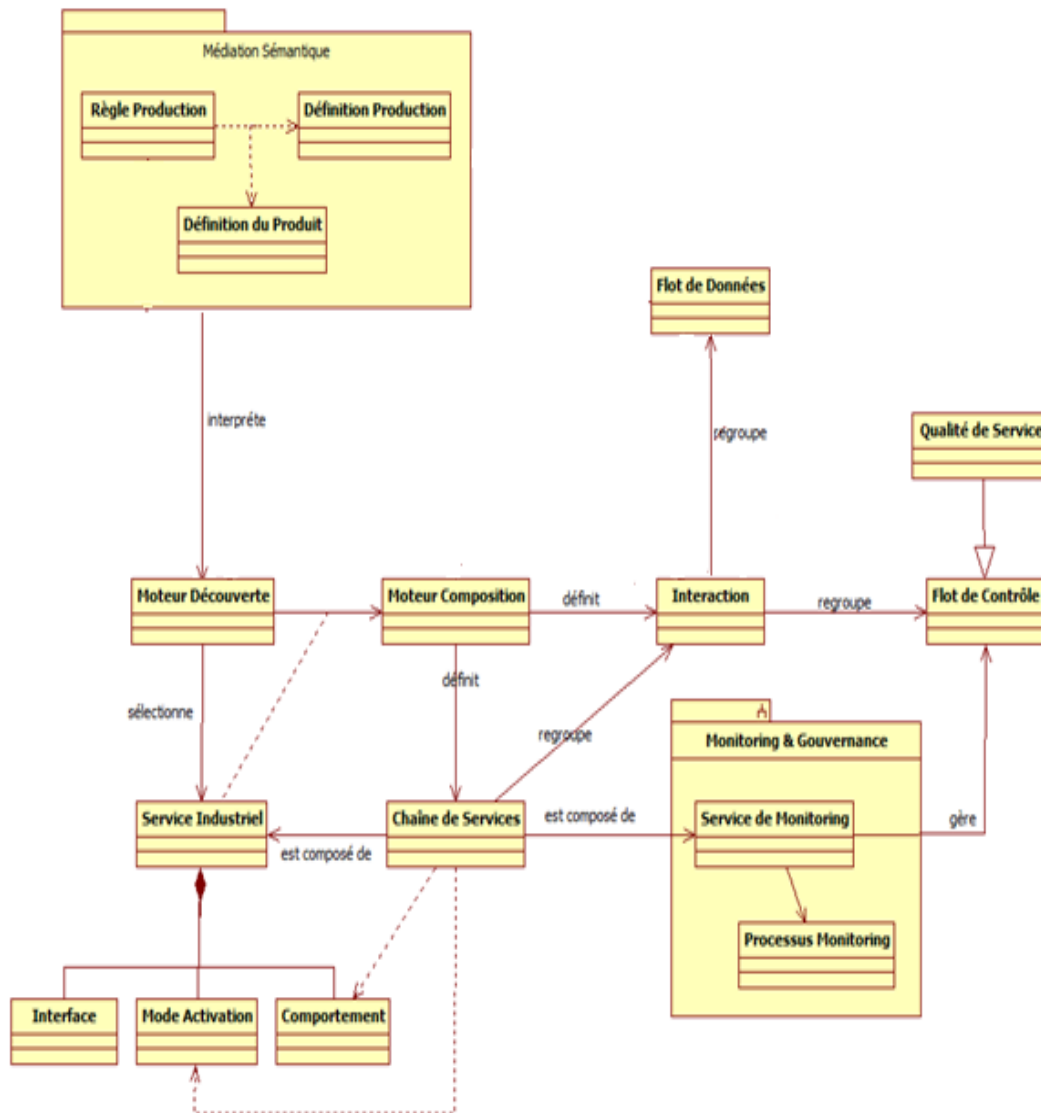 Médiation Sémantique
Règle Production
Définition Production
Définition du Produit
Flot de Données
interpréte
régroupe
Qualité de Service
Moteur Découverte
Moteur Composition
définit
Interaction
regroupe
Flot de Contrôle
définit
sélectionne
regroupe
Monitoring & Gouvernance
Service Industriel
est composé de
Chaîne de Services
est composé de
Service de Monitoring
gère
Processus Monitoring
Interface
Mode Activation
Comportement